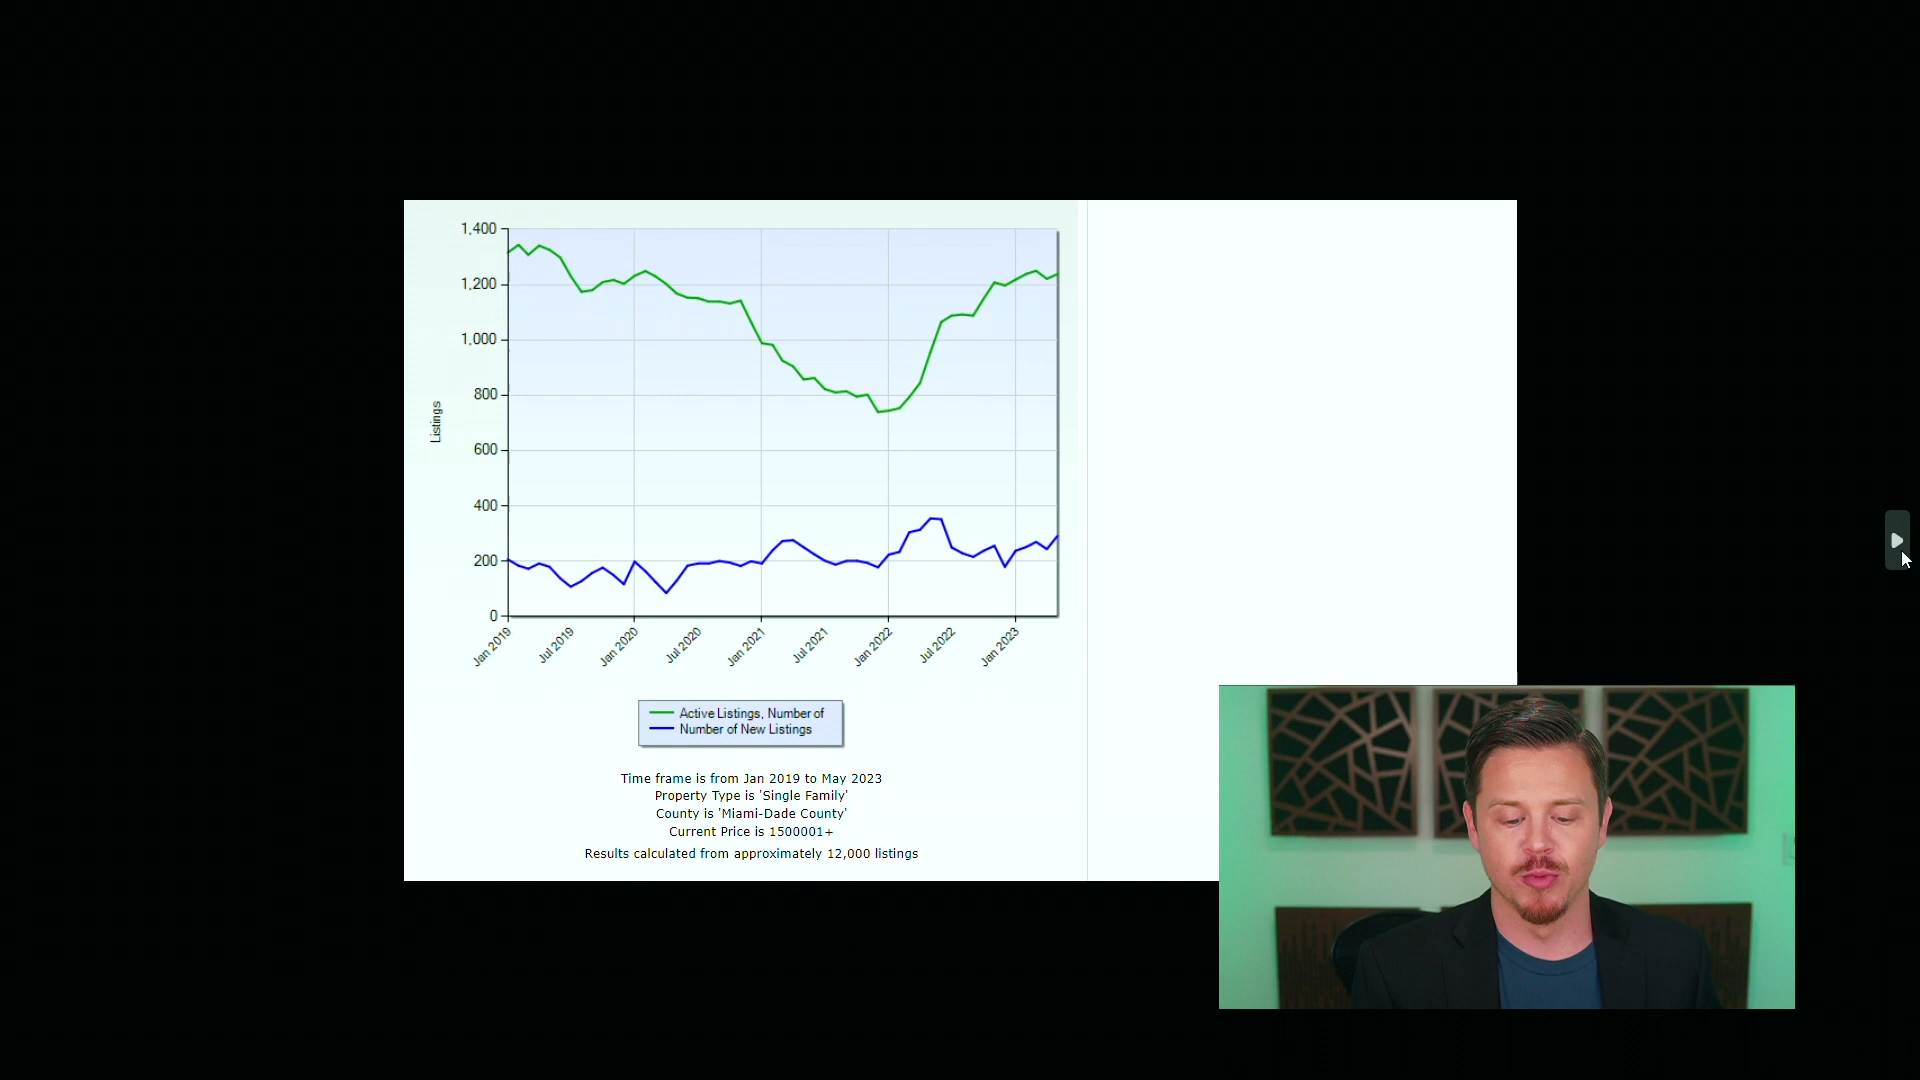 1,400
1,200
1,000
800
600
400
200
0
Listings
Jan 2019
Jul 2019
Jan 2020
Jul 2020
Jan 2021
Jul 2021
Jan 2022
Jul 2022
Jan 2023
Active Listings, Number of
Number of New Listings
Time frame is from Jan 2019 to May 2023
Property Type is 'Single Family'
County is 'Miami-Dade County'
Current Price is 1500001+
Results calculated from approximately 12,000 listings